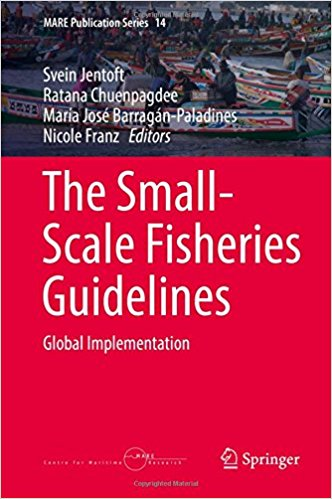 MARE Publication Series 14
Svein Jentoft
Ratana Chuenpagdee
María José Barragán-Paladines
Nicole Franz Editors
The Small-
Scale Fisheries
Guidelines
Global Implementation
MARE
Centre for Maritime Research
Springer